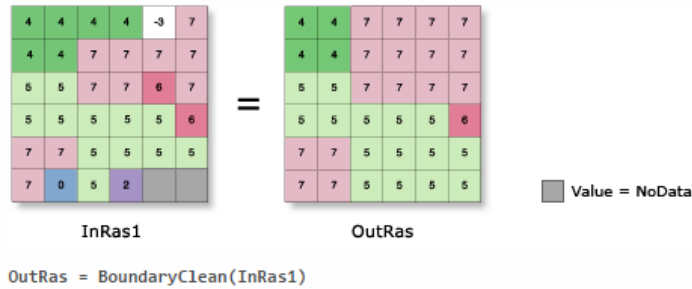 4 4 4 4 -3 7 4 4 7 7 7 7
4 4 7 7 7 7 4 4 7 7 7 7
5 5 7 7 6 7 5 5 7 7 7 7
=
5 5 5 5 5 6 5 5 5 5 5 6
7 7 5 5 5 5 7 7 5 5 5 5
7 0 5 2 7 7 5 5 5 5
Value = NoData
InRas1 OutRas
OutRas = BoundaryClean(InRas1)